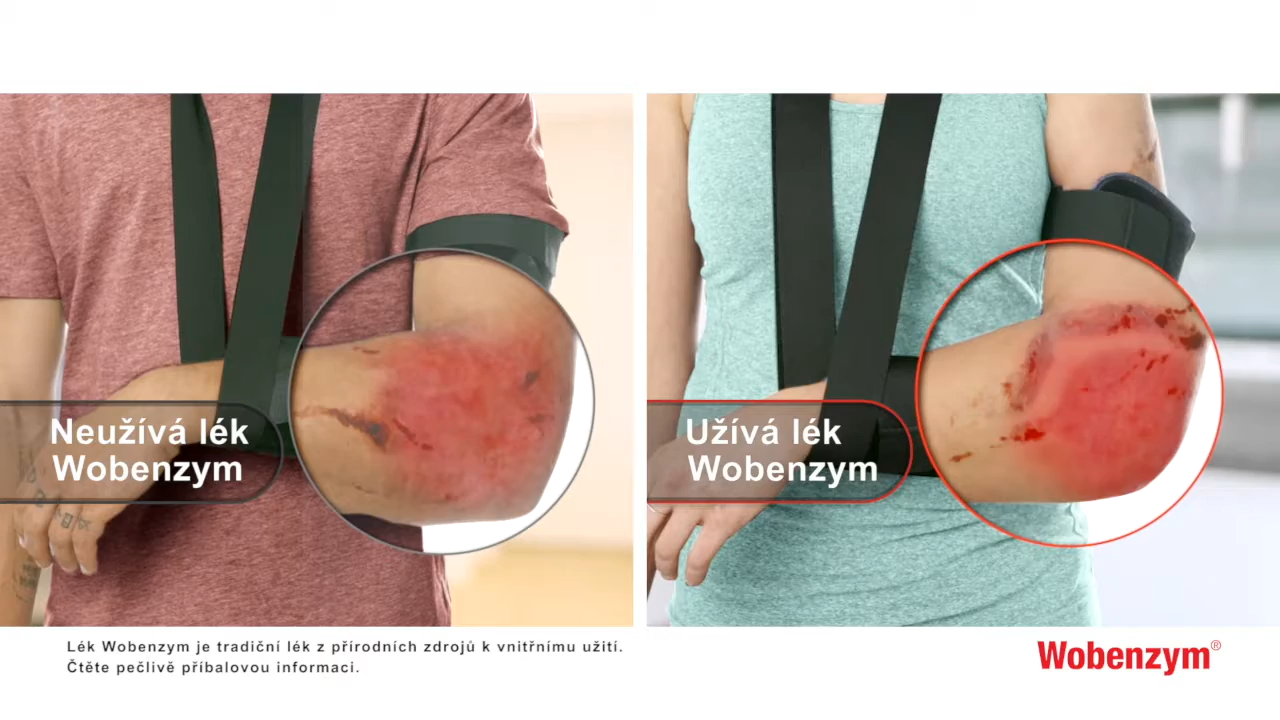 Neužívá lék
Wobenzym
Užívá lék
Wobenzym
Lék Wobenzym je tradiční lék z přírodních zdrojů k vnitřnímu užití.
Čtěte pečlivě příbalovou informaci.
Wobenzym®